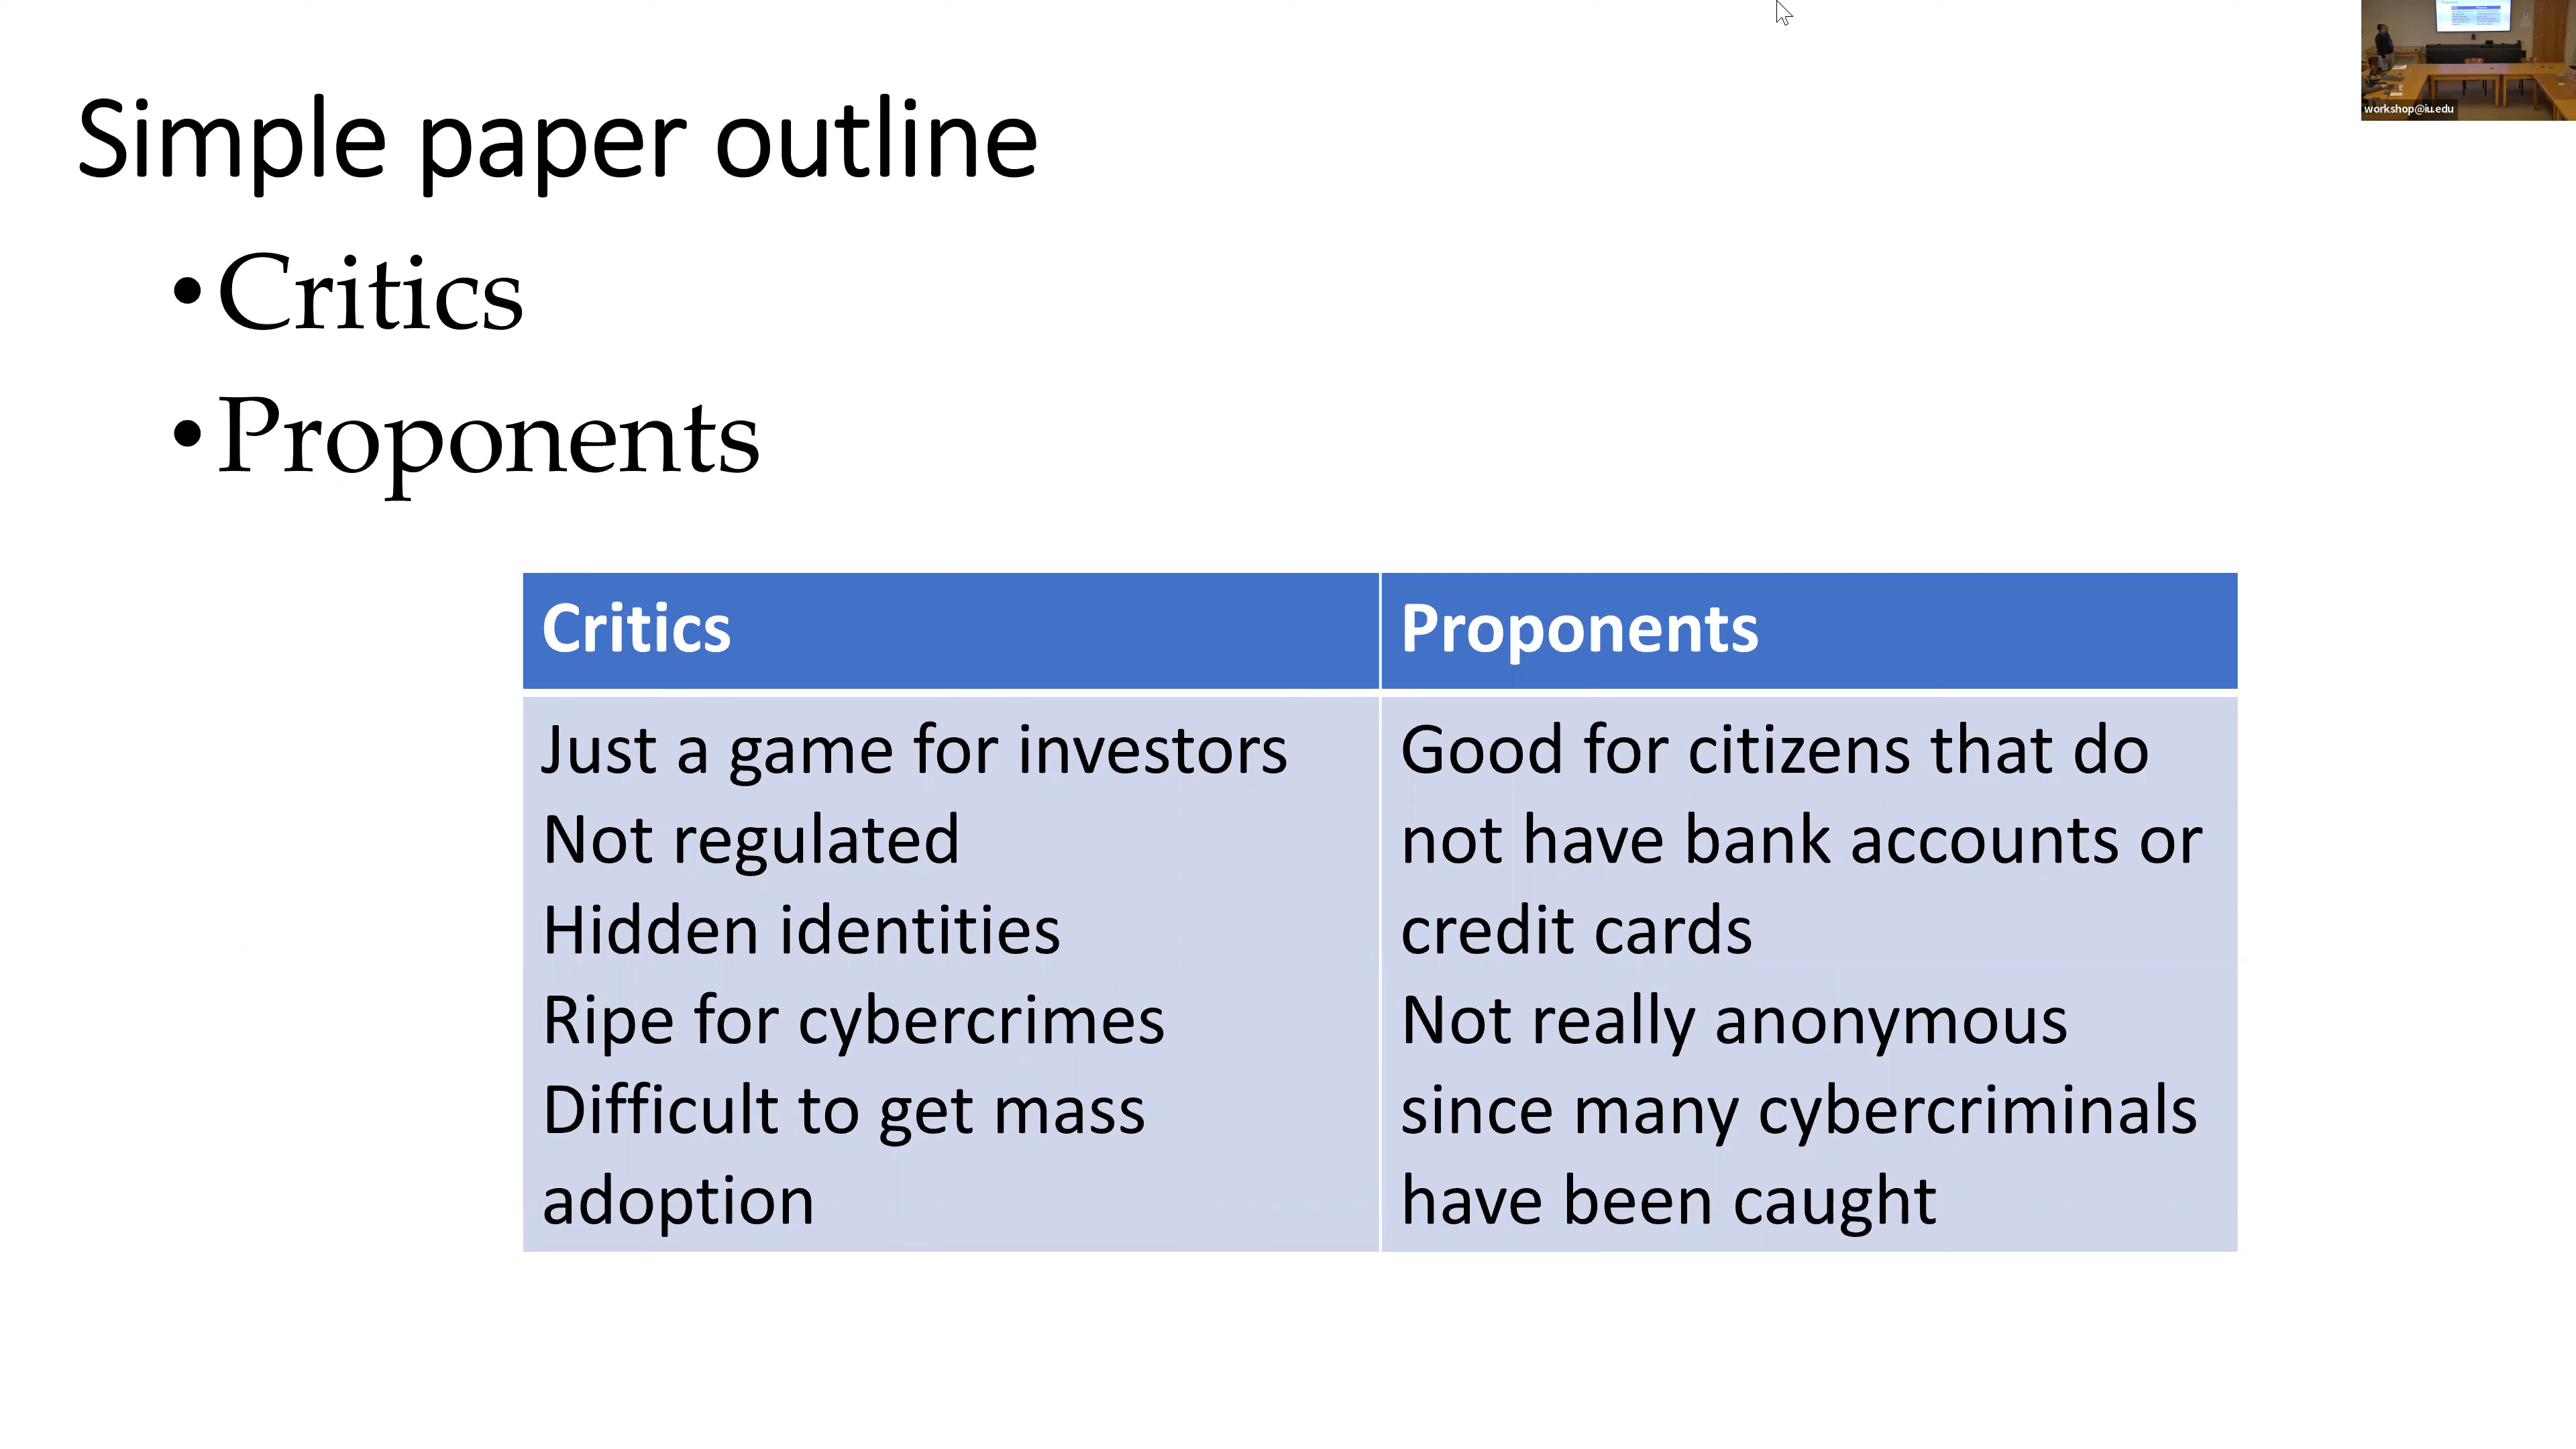 Simple paper outline
•Critics
•Proponents
Critics
Proponents
Just a game for investors
Not regulated
Hidden identities
Ripe for cybercrimes
Difficult to get mass
adoption
Good for citizens that do
not have bank accounts or
credit cards
Not really anonymous
since many cybercriminals
have been caught
workshop@iu.edu